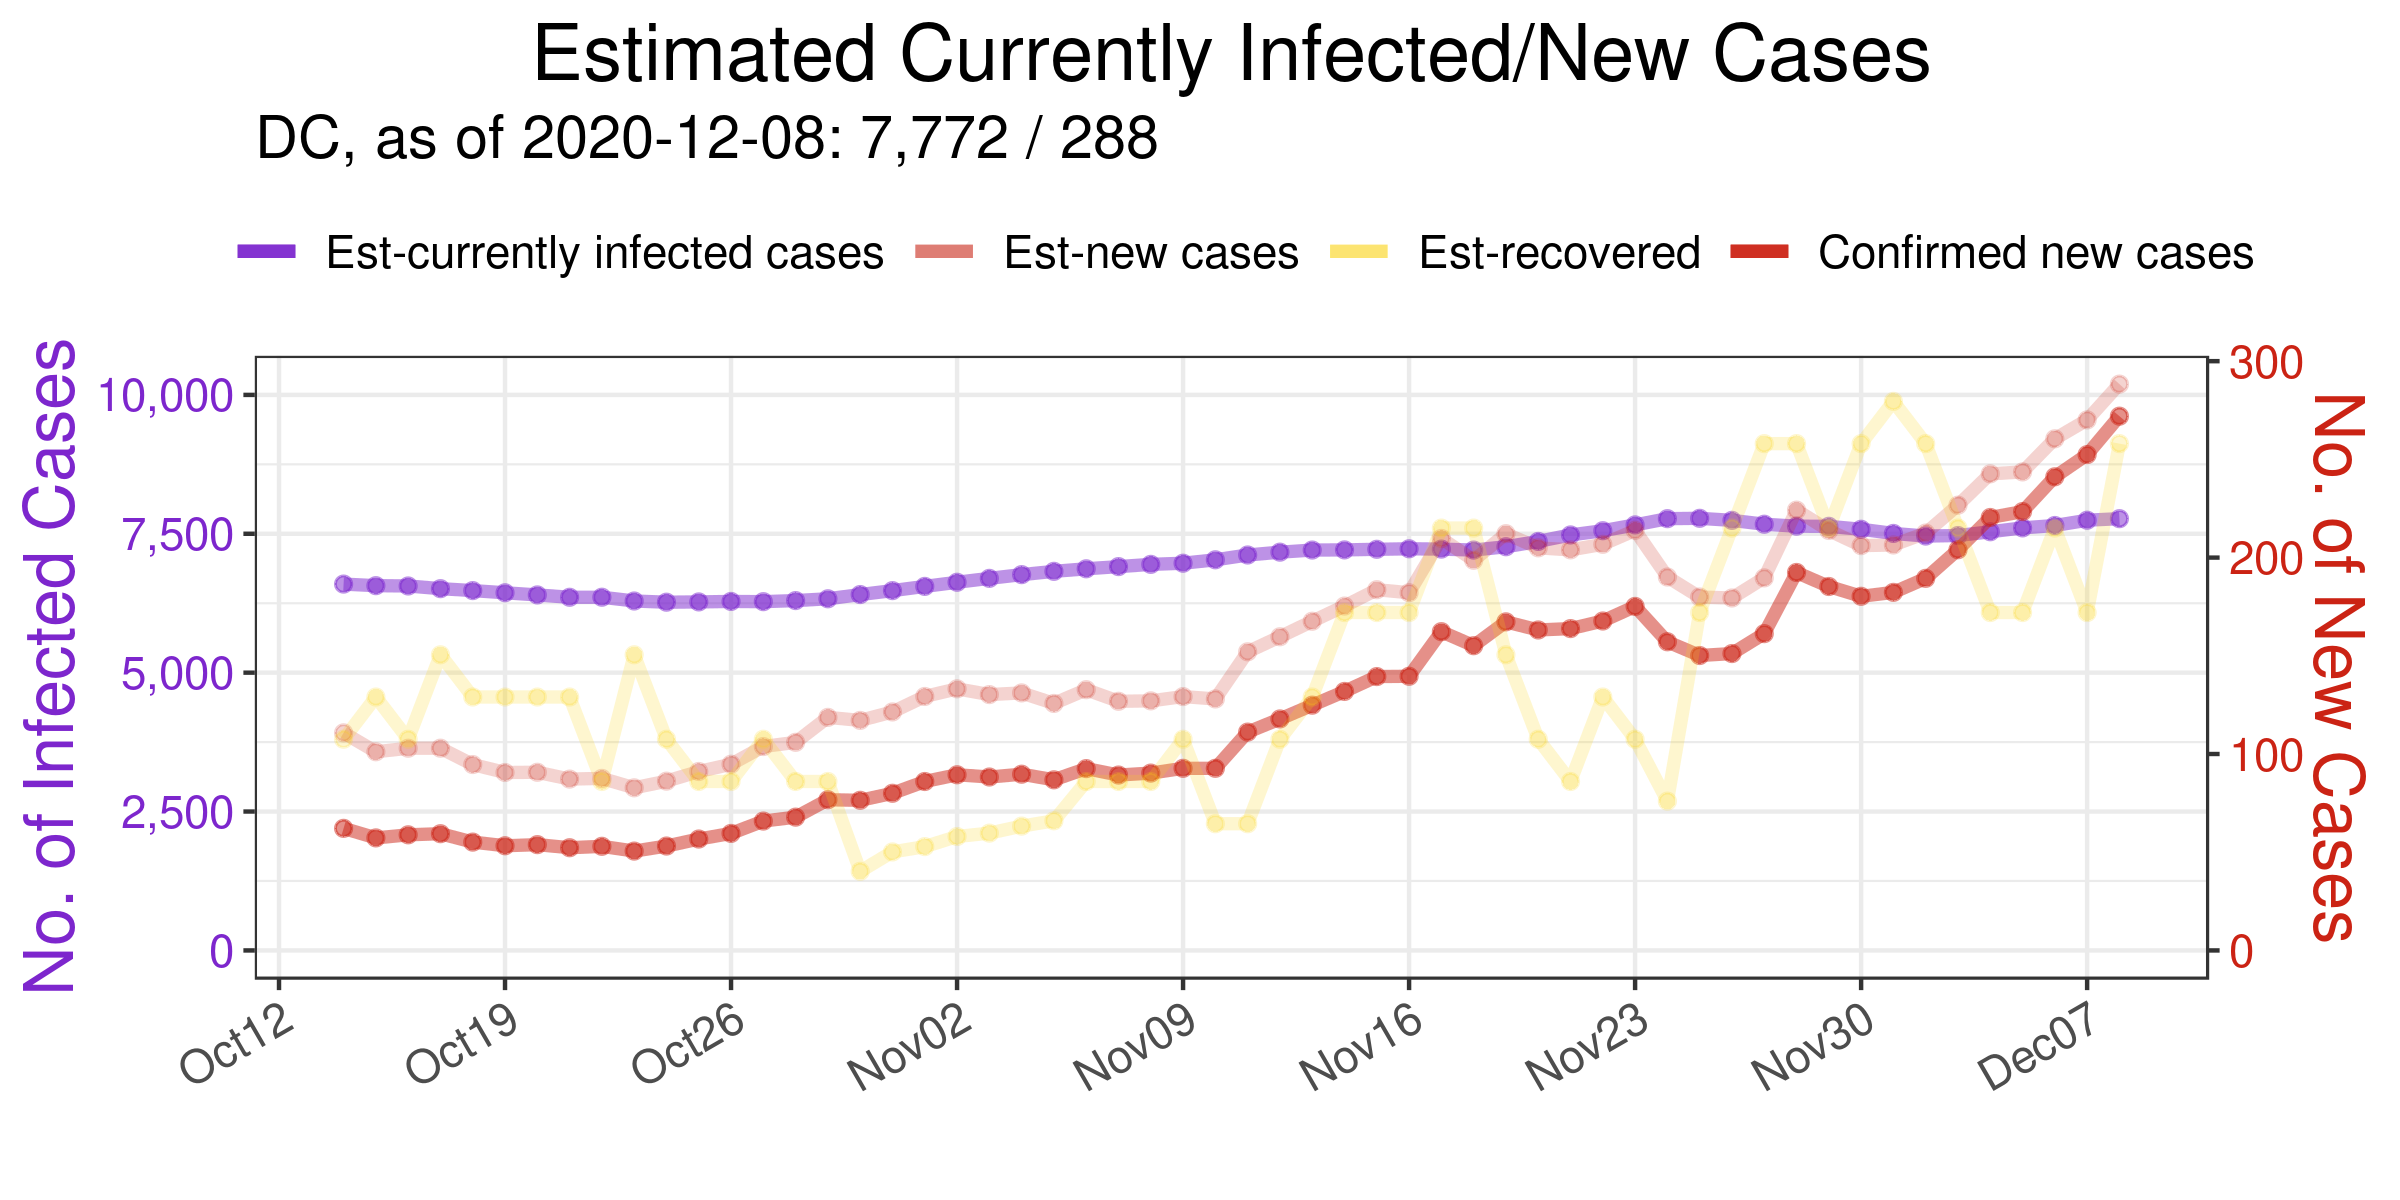 Estimated Currently Infected/New Cases
DC, as of 2020-12-08: 7,772 / 288
Est-currently infected cases Est-new cases Est-recovered Confirmed new cases
No. of Infected Cases
10,000
7,500
5,000
2,500
0
300
200
100
0
No. of New Cases
Oct12 Oct19 Oct26 Nov02 Nov09 Nov16 Nov23 Nov30 Dec07